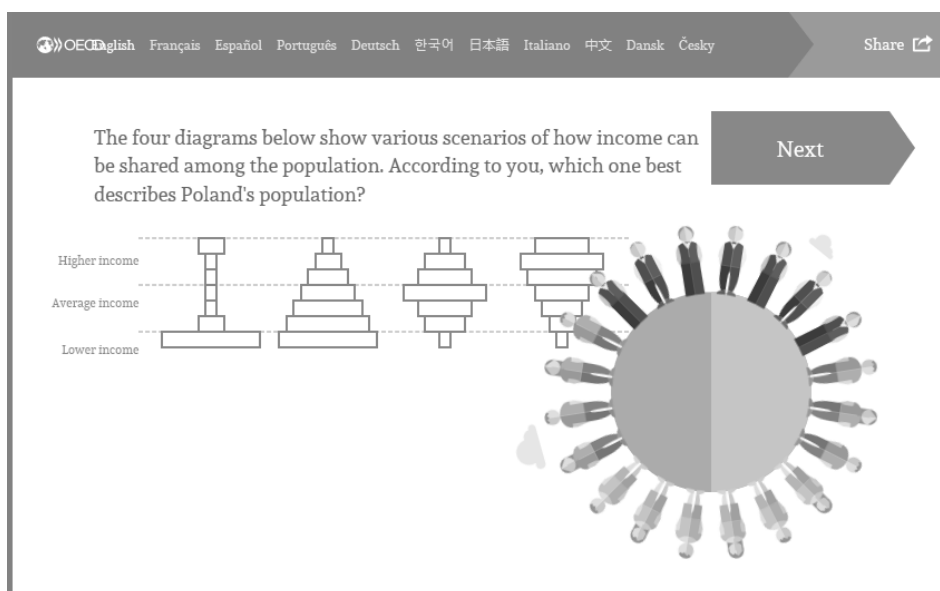 OECD English Français Español Português Deutsch 한국어 日本語 Italiano 中文 Dansk Česky Share
The four diagrams below show various scenarios of how income can
be shared among the population. According to you, which one best
describes Poland's population?
Next
Higher income
Average income
Lower income